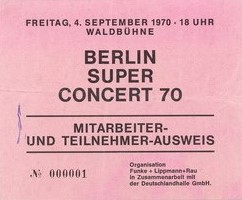 FREITAG, 4. SEPTEMBER 1970 - 18 UHR
WALDBÜHNE
BERLIN
SUPER
CONCERT 70
MITARBEITER-
UND TEILNEHMER-AUSWEIS
№ 000001
Organisation
Funke + Lippmann+Rau
in Zusammenarbeit mit
der Deutschlandhalle GmbH.